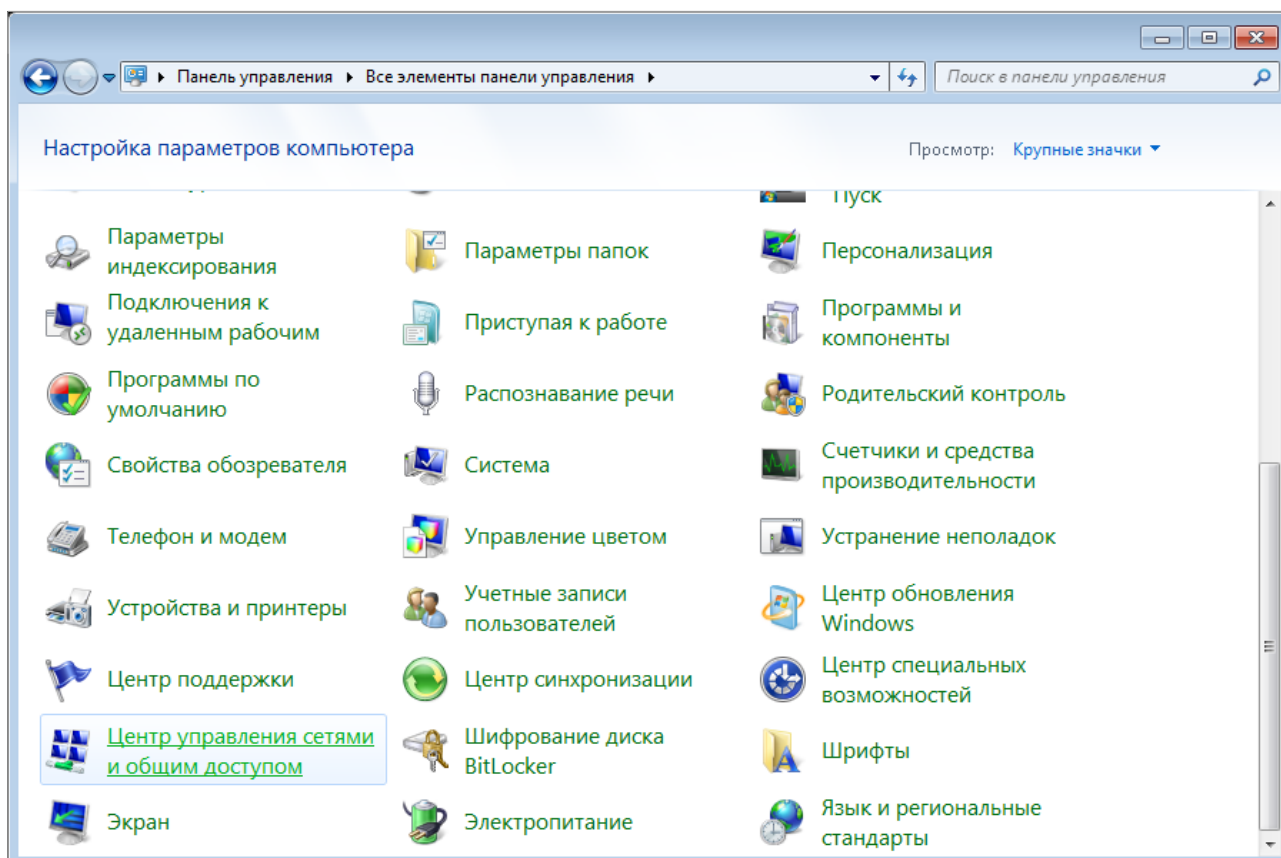 Панель управления ▸ Все элементы панели управления ▸
Поиск в панели управления
Настройка параметров компьютера
Просмотр: Крупные значки
Пуск
Параметры
индексирования
Параметры папок
Персонализация
Подключения к
удаленным рабочим
Приступая к работе
Программы и
компоненты
Программы по
умолчанию
Распознавание речи
Родительский контроль
Свойства обозревателя
Система
Счетчики и средства
производительности
Телефон и модем
Управление цветом
Устранение неполадок
Устройства и принтеры
Учетные записи
пользователей
Центр обновления
Windows
Центр поддержки
Центр синхронизации
Центр специальных
возможностей
Центр управления сетями
и общим доступом
Шифрование диска
BitLocker
Шрифты
Экран
Электропитание
Язык и региональные
стандарты